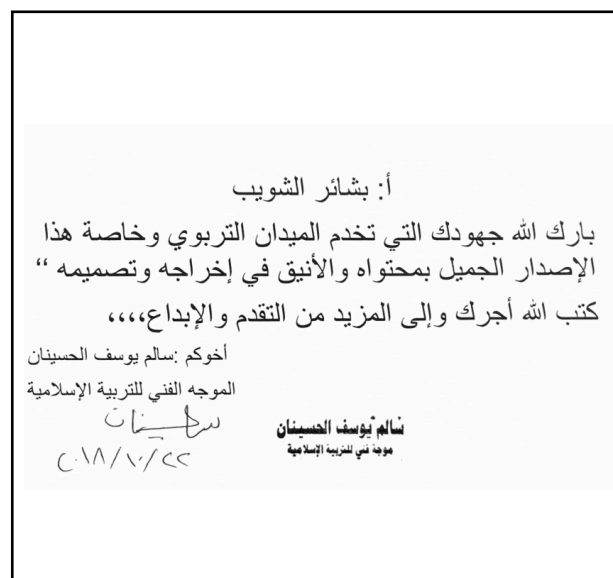 أ: بشائر الشويب
بارك الله جهودك التي تخدم الميدان التربوي وخاصة هذا
الإصدار الجميل بمحتواه والأنيق في إخراجه وتصميمه “
كتب الله أجرك وإلى المزيد من التقدم والإبداع،،،،
أخوكم :سالم يوسف الحسينان
الموجه الفني للتربية الإسلامية
سالم يوسف الحسينان
موجة فني للتربية الإسلامية
٢٠١٨/١٠/٢٢